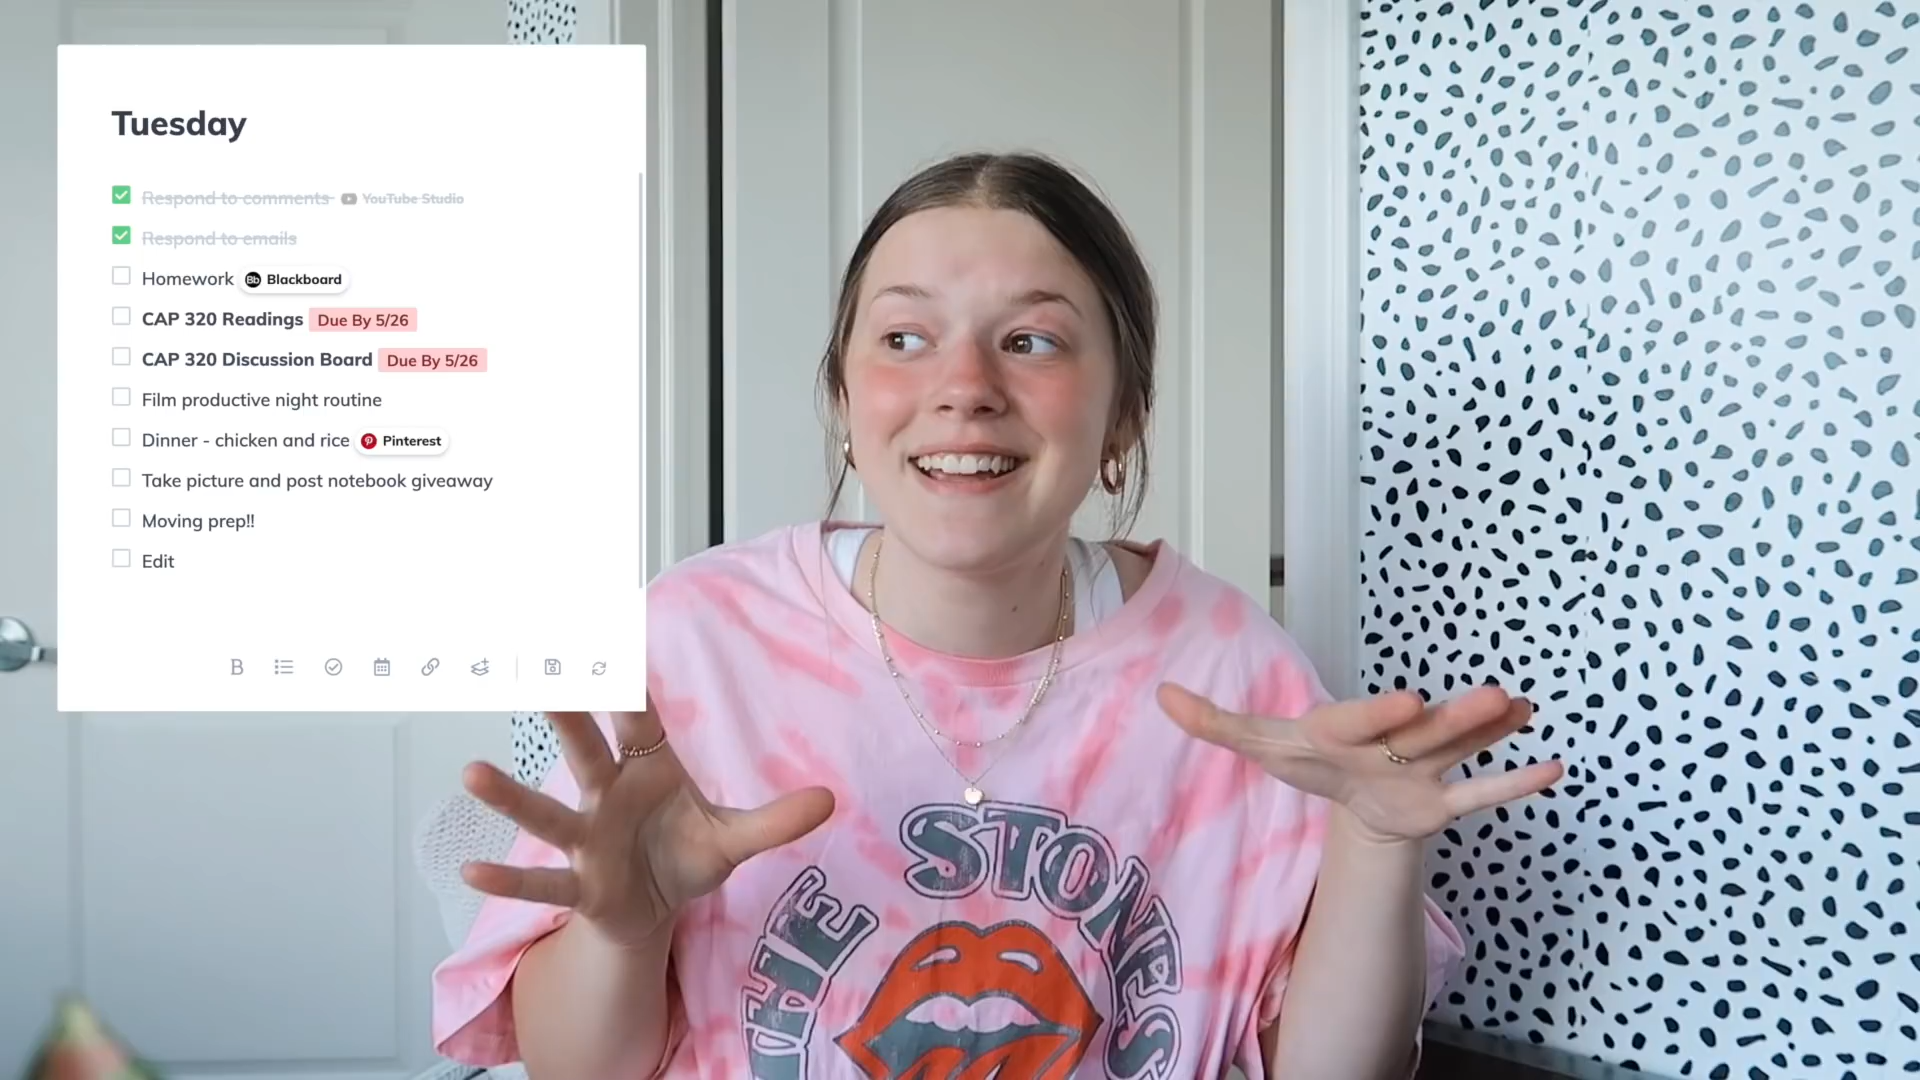 Tuesday
Respond to comments YouTube Studio
Respond to emails
Homework Bb Blackboard
CAP 320 Readings Due By 5/26
CAP 320 Discussion Board Due By 5/26
Film productive night routine
Dinner - chicken and rice Pinterest
Take picture and post notebook giveaway
Moving prep!!
Edit
B
THE STONES